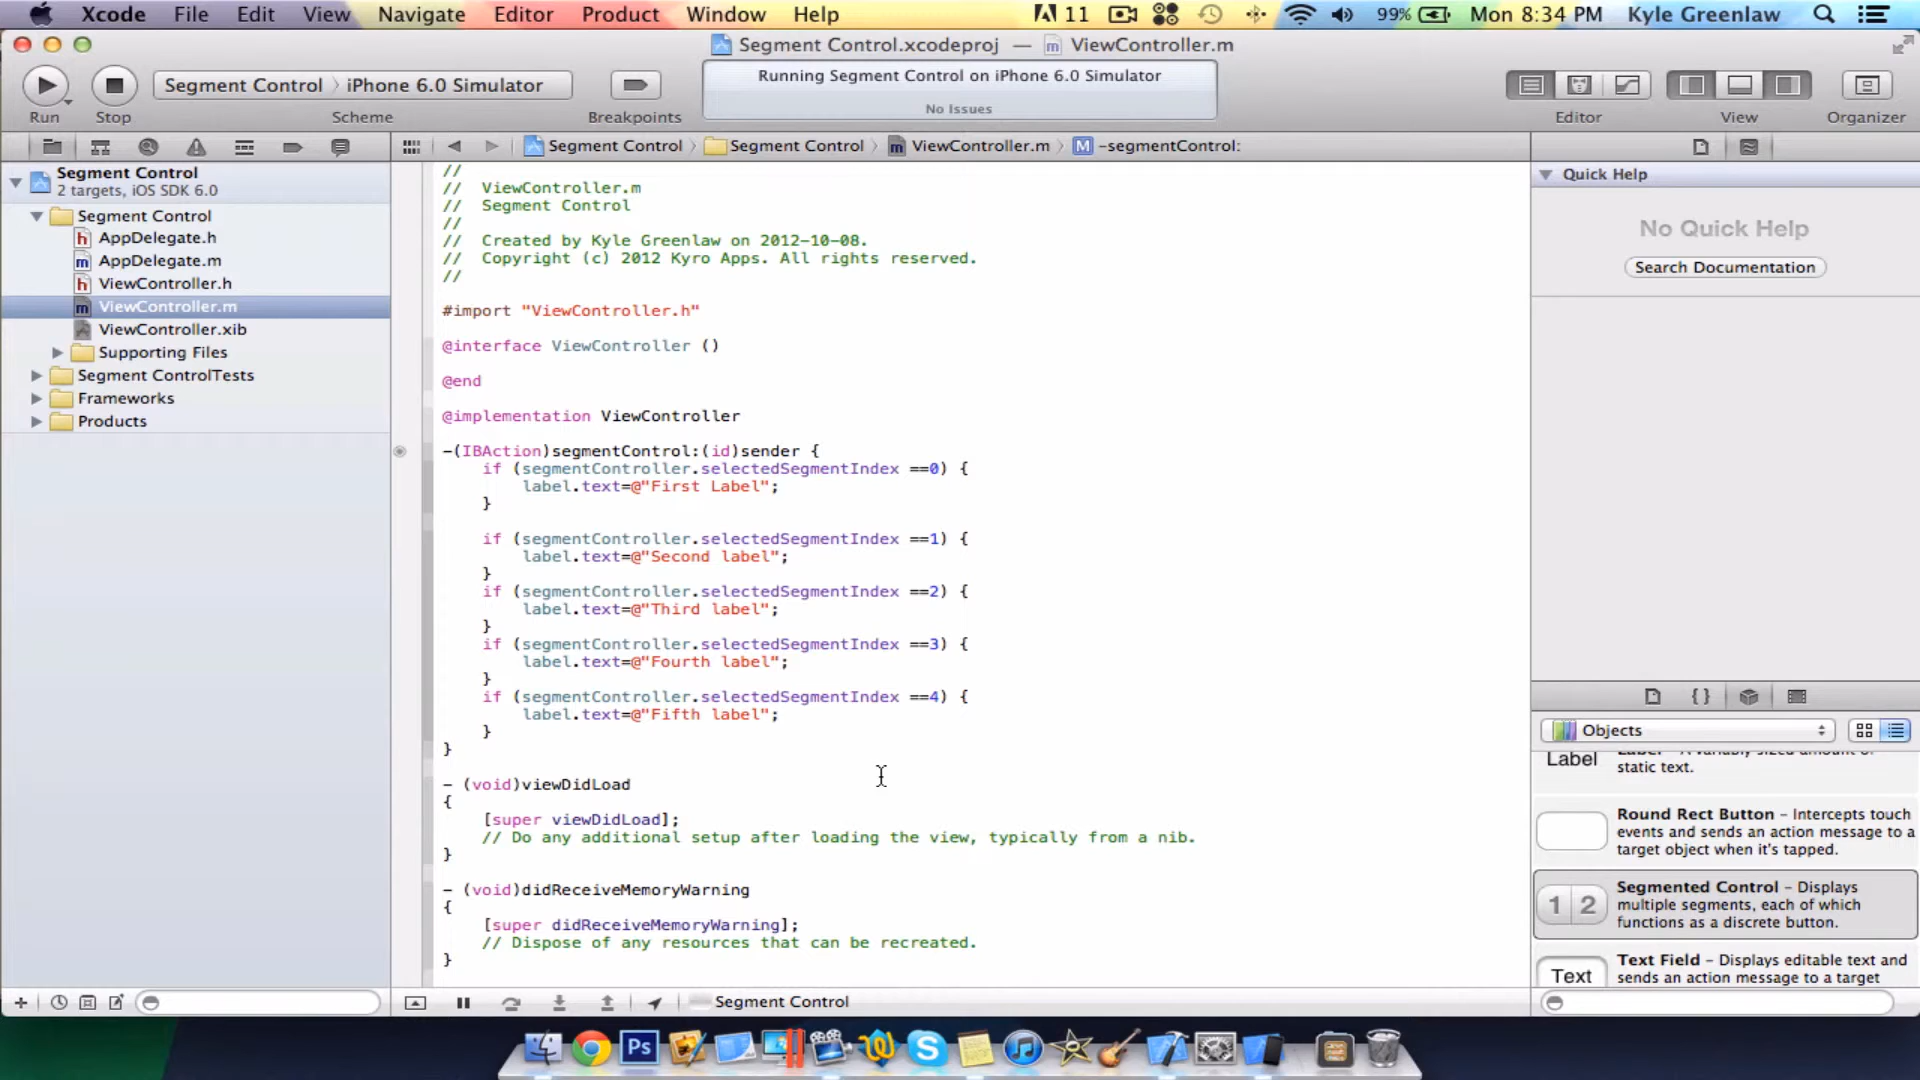 Xcode File Edit View Navigate Editor Product Window Help 11 99% Mon 8:34 PM Kyle Greenlaw
Segment Control.xcodeproj — ViewController.m
Segment Control iPhone 6.0 Simulator
Running Segment Control on iPhone 6.0 Simulator
No Issues
Run Stop Scheme Breakpoints Editor View Organizer
Segment Control Segment Control ViewController.m M -segmentControl:
Segment Control
2 targets, iOS SDK 6.0
Segment Control
h AppDelegate.h
m AppDelegate.m
h ViewController.h
m ViewController.m
ViewController.xib
Supporting Files
Segment ControlTests
Frameworks
Products
//
// ViewController.m
// Segment Control
//
// Created by Kyle Greenlaw on 2012-10-08.
// Copyright (c) 2012 Kyro Apps. All rights reserved.
//
#import "ViewController.h"
@interface ViewController ()
@end
@implementation ViewController
-(IBAction)segmentControl:(id)sender {
if (segmentController.selectedSegmentIndex ==0) {
label.text=@"First Label";
}
if (segmentController.selectedSegmentIndex ==1) {
label.text=@"Second label";
}
if (segmentController.selectedSegmentIndex ==2) {
label.text=@"Third label";
}
if (segmentController.selectedSegmentIndex ==3) {
label.text=@"Fourth label";
}
if (segmentController.selectedSegmentIndex ==4) {
label.text=@"Fifth label";
}
}
- (void)viewDidLoad
{
[super viewDidLoad];
// Do any additional setup after loading the view, typically from a nib.
}
- (void)didReceiveMemoryWarning
{
[super didReceiveMemoryWarning];
// Dispose of any resources that can be recreated.
}
Segment Control
Quick Help
No Quick Help
Search Documentation
{ }
Objects
Label Label - A variably sized amount of
static text.
Round Rect Button - Intercepts touch
events and sends an action message to a
target object when it's tapped.
1 2
Segmented Control - Displays
multiple segments, each of which
functions as a discrete button.
Text
Text Field - Displays editable text and
sends an action message to a target
Ps